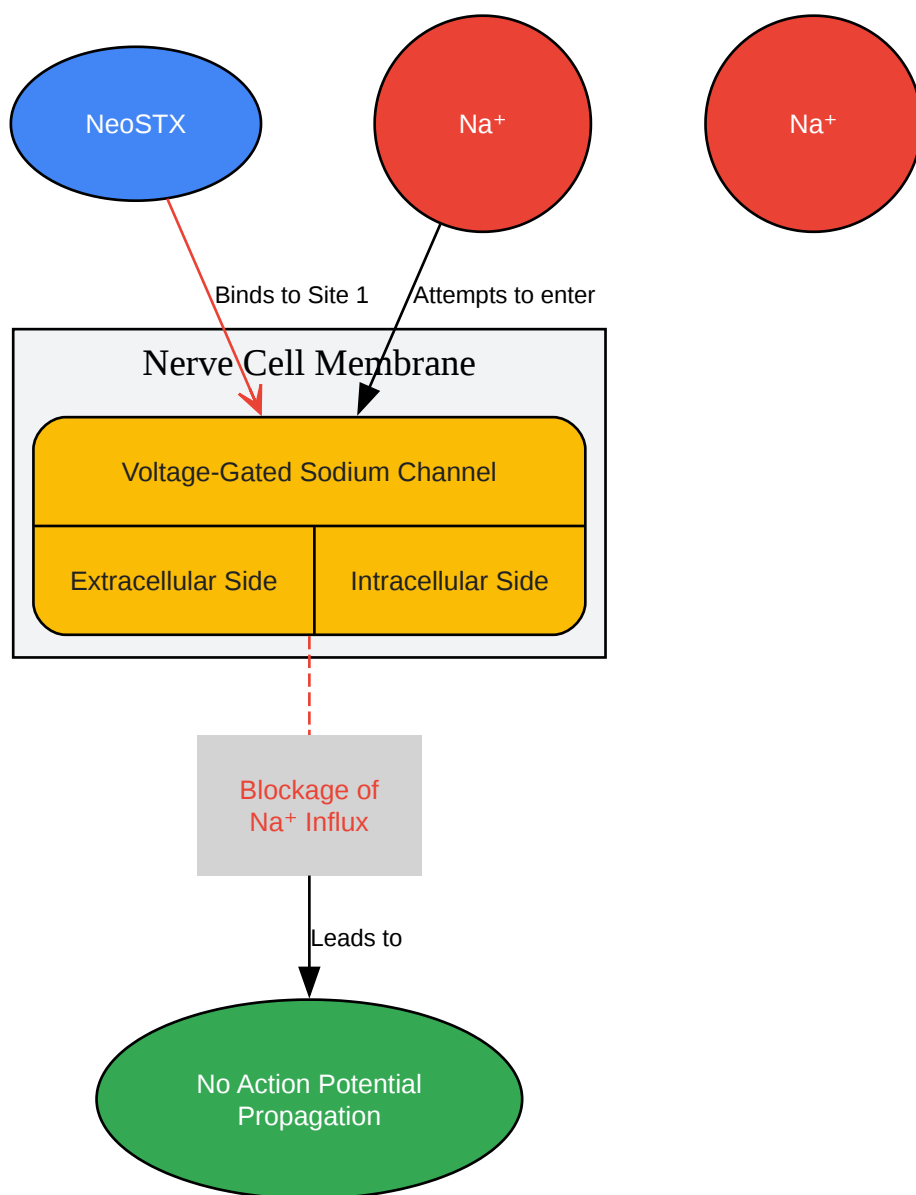 NeoSTX
Na⁺
Na⁺
Binds to Site 1
Attempts to enter
Nerve Cell Membrane
Voltage-Gated Sodium Channel
Extracellular Side
Intracellular Side
Blockage of
Na⁺ Influx
Leads to
No Action Potential
Propagation